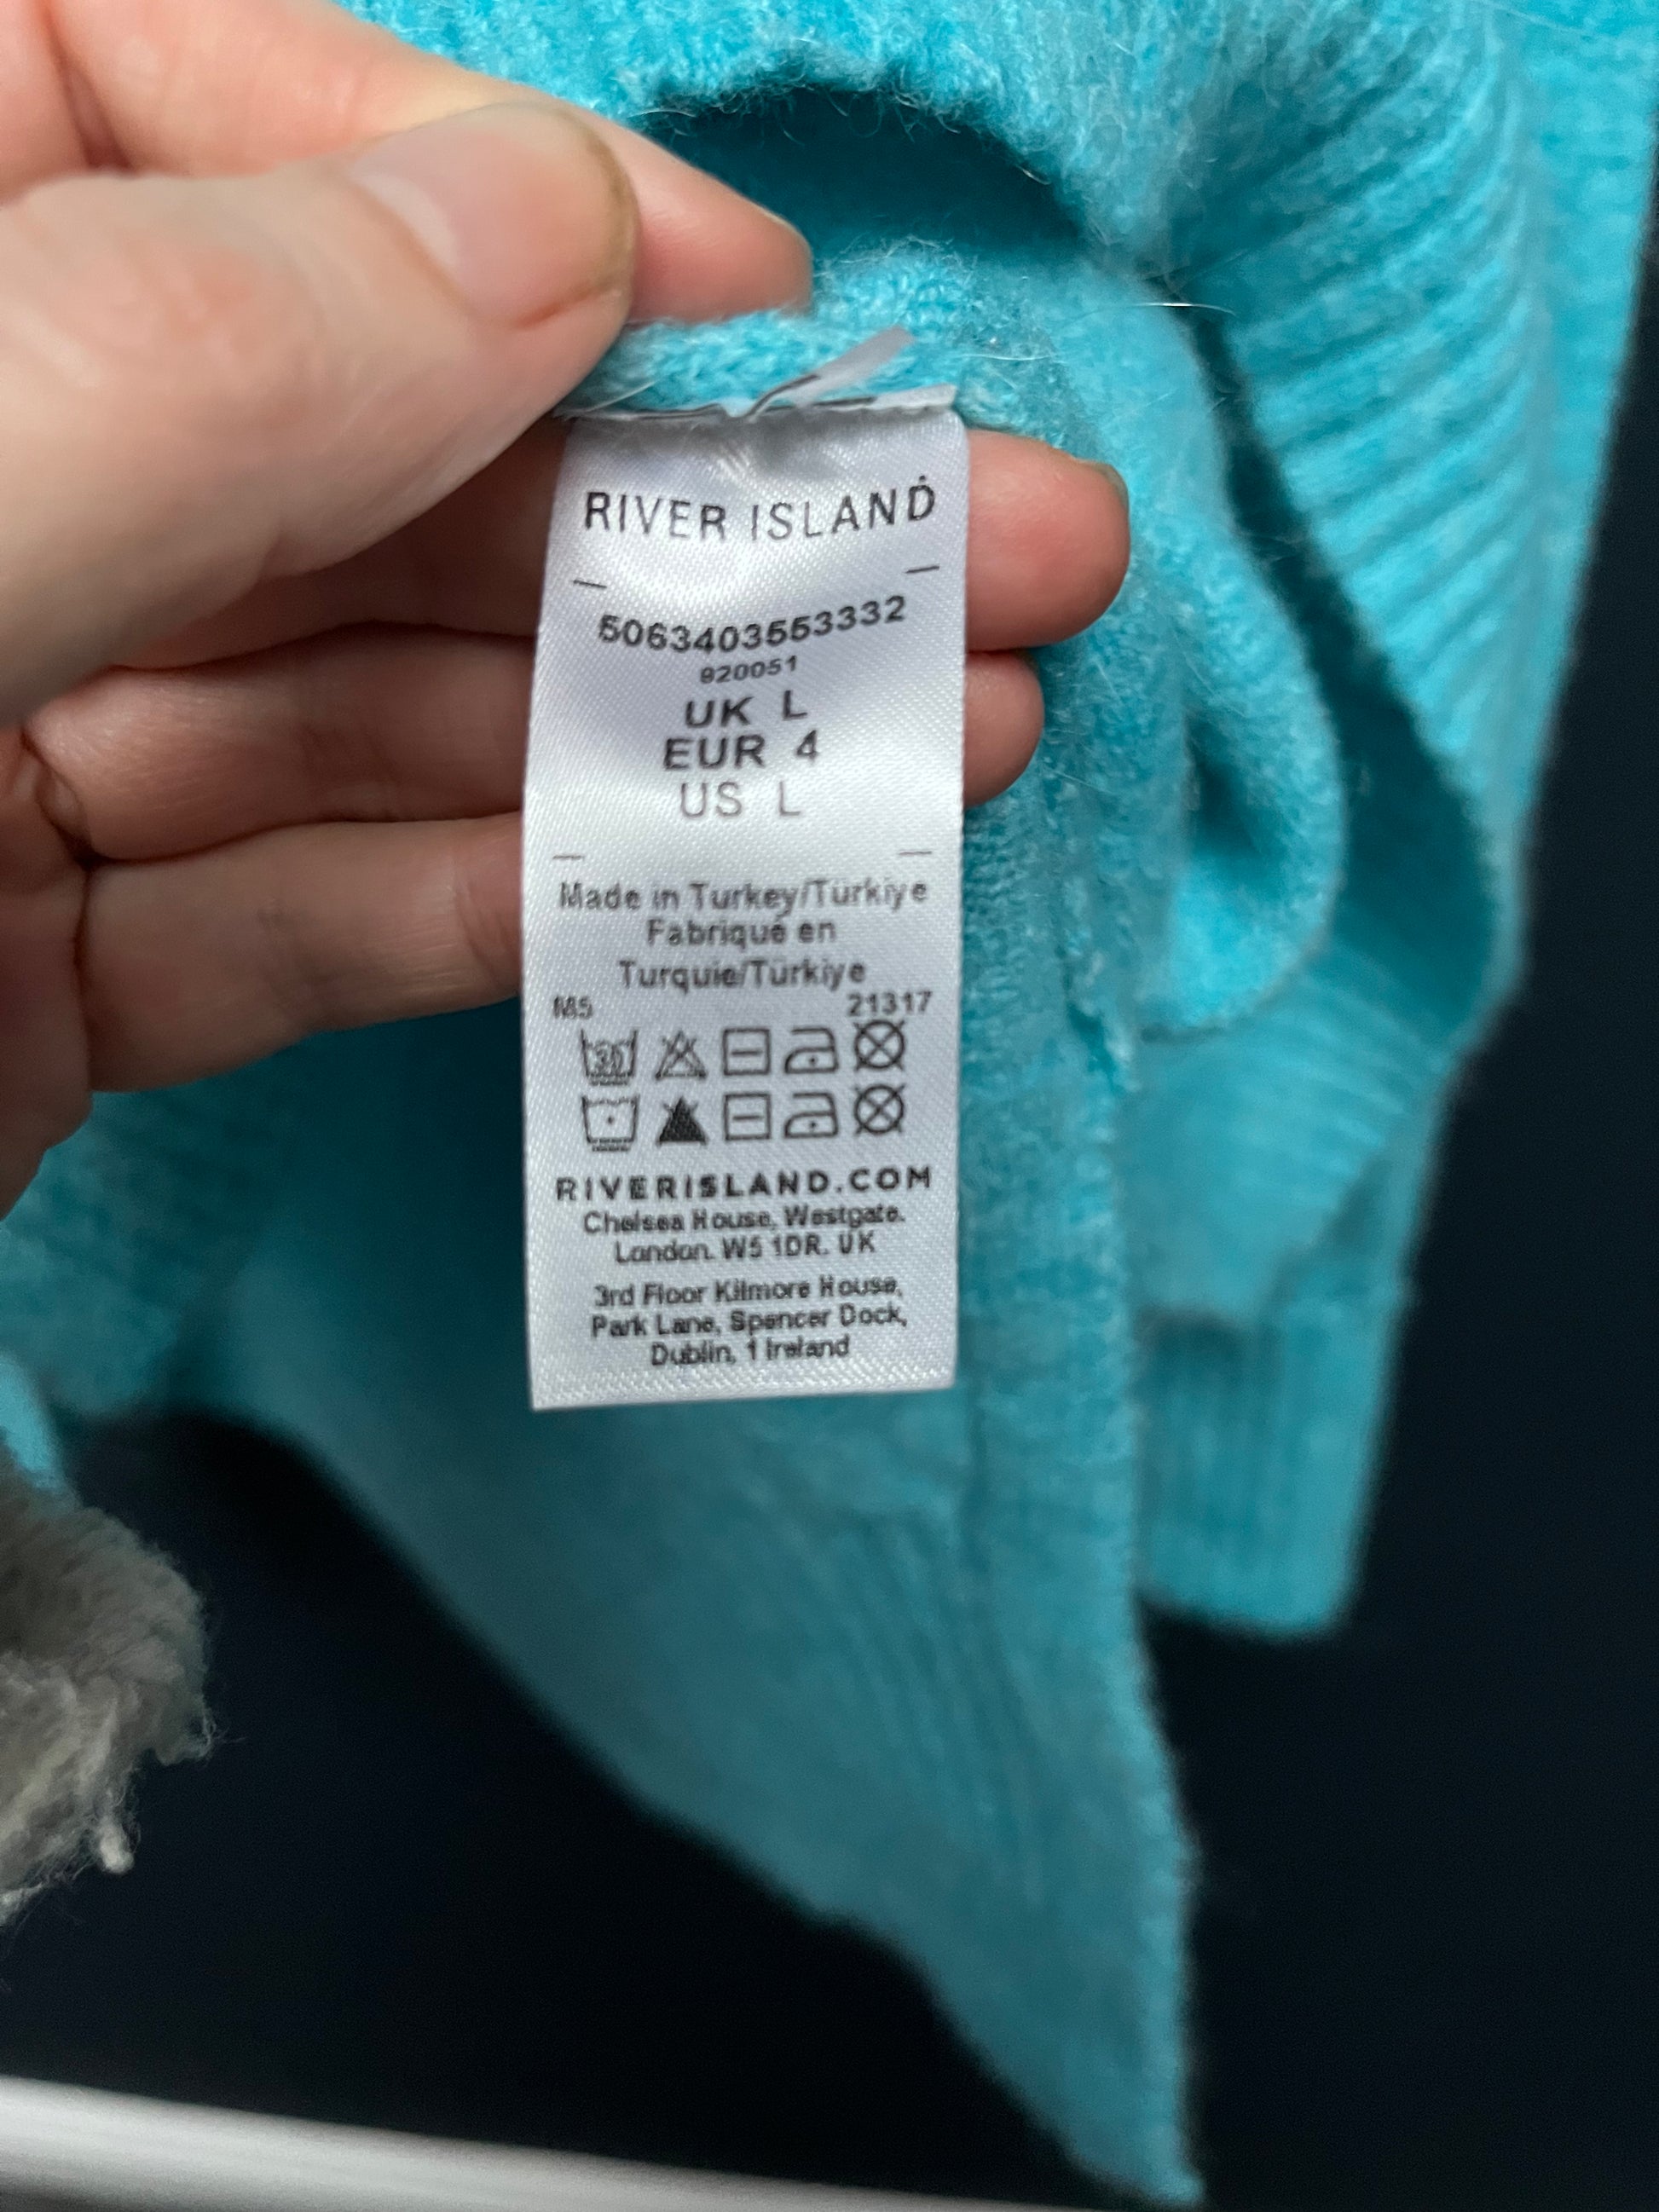 RIVER ISLAND
5063403553332
920051
UK L
EUR 4
US L
Made in Turkey/Türkiye
Fabriqué en
Turquie/Türkiye
M5 21317
30
RIVERISLAND.COM
Chelsea House, Westgate.
London. W5 1DR. UK
3rd Floor Kilmore House,
Park Lane, Spencer Dock,
Dublin, 1 Ireland